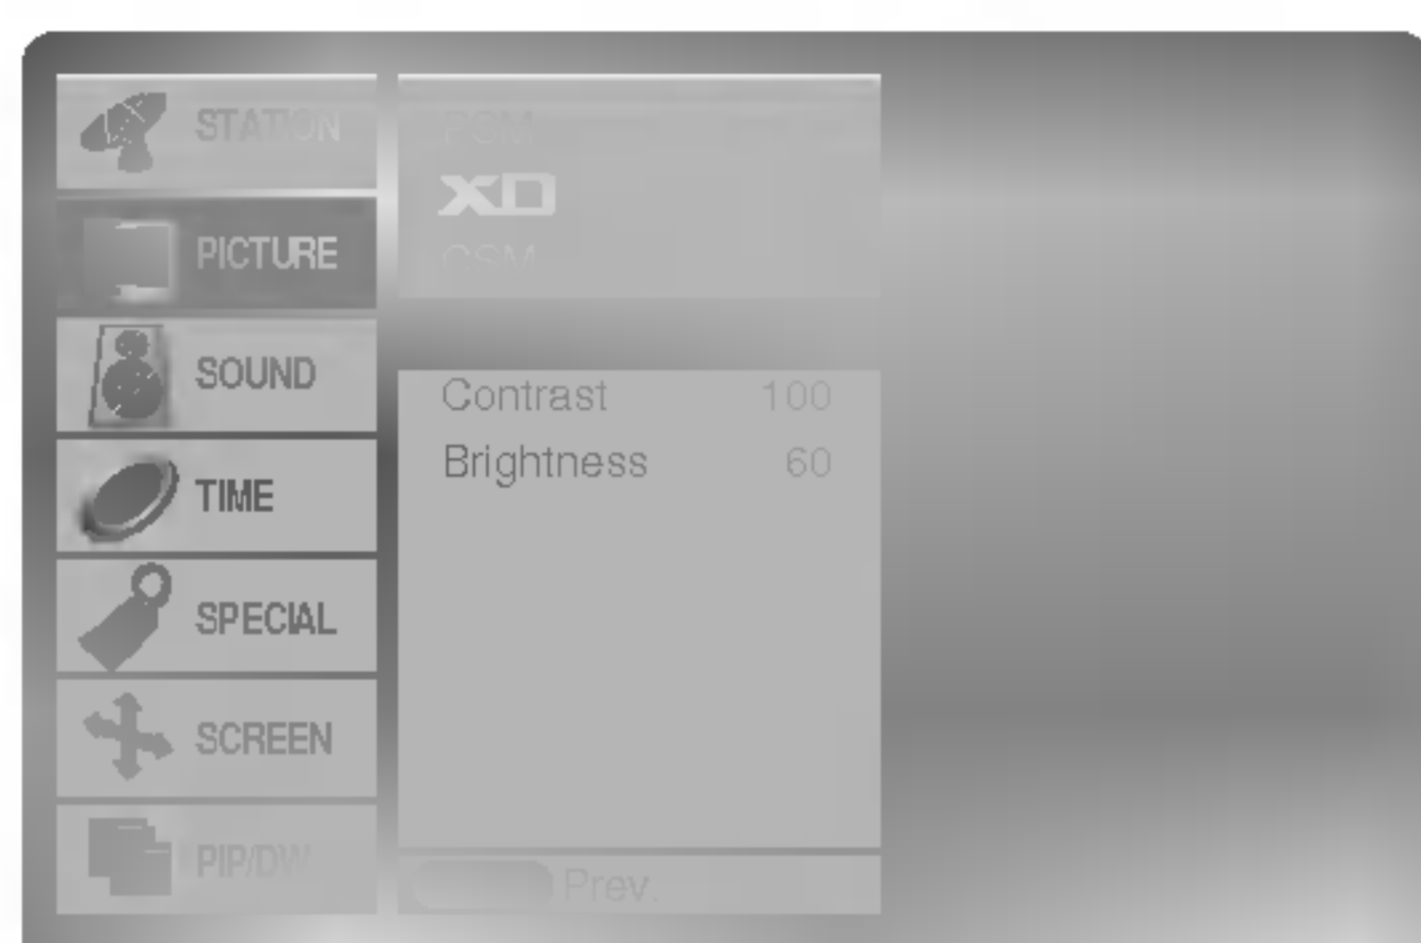 STATION
PICTURE
SOUND
TIME
SPECIAL
SCREEN
PIP/DW
PSM
XD
CSM
Contrast 100
Brightness 60
Prev.